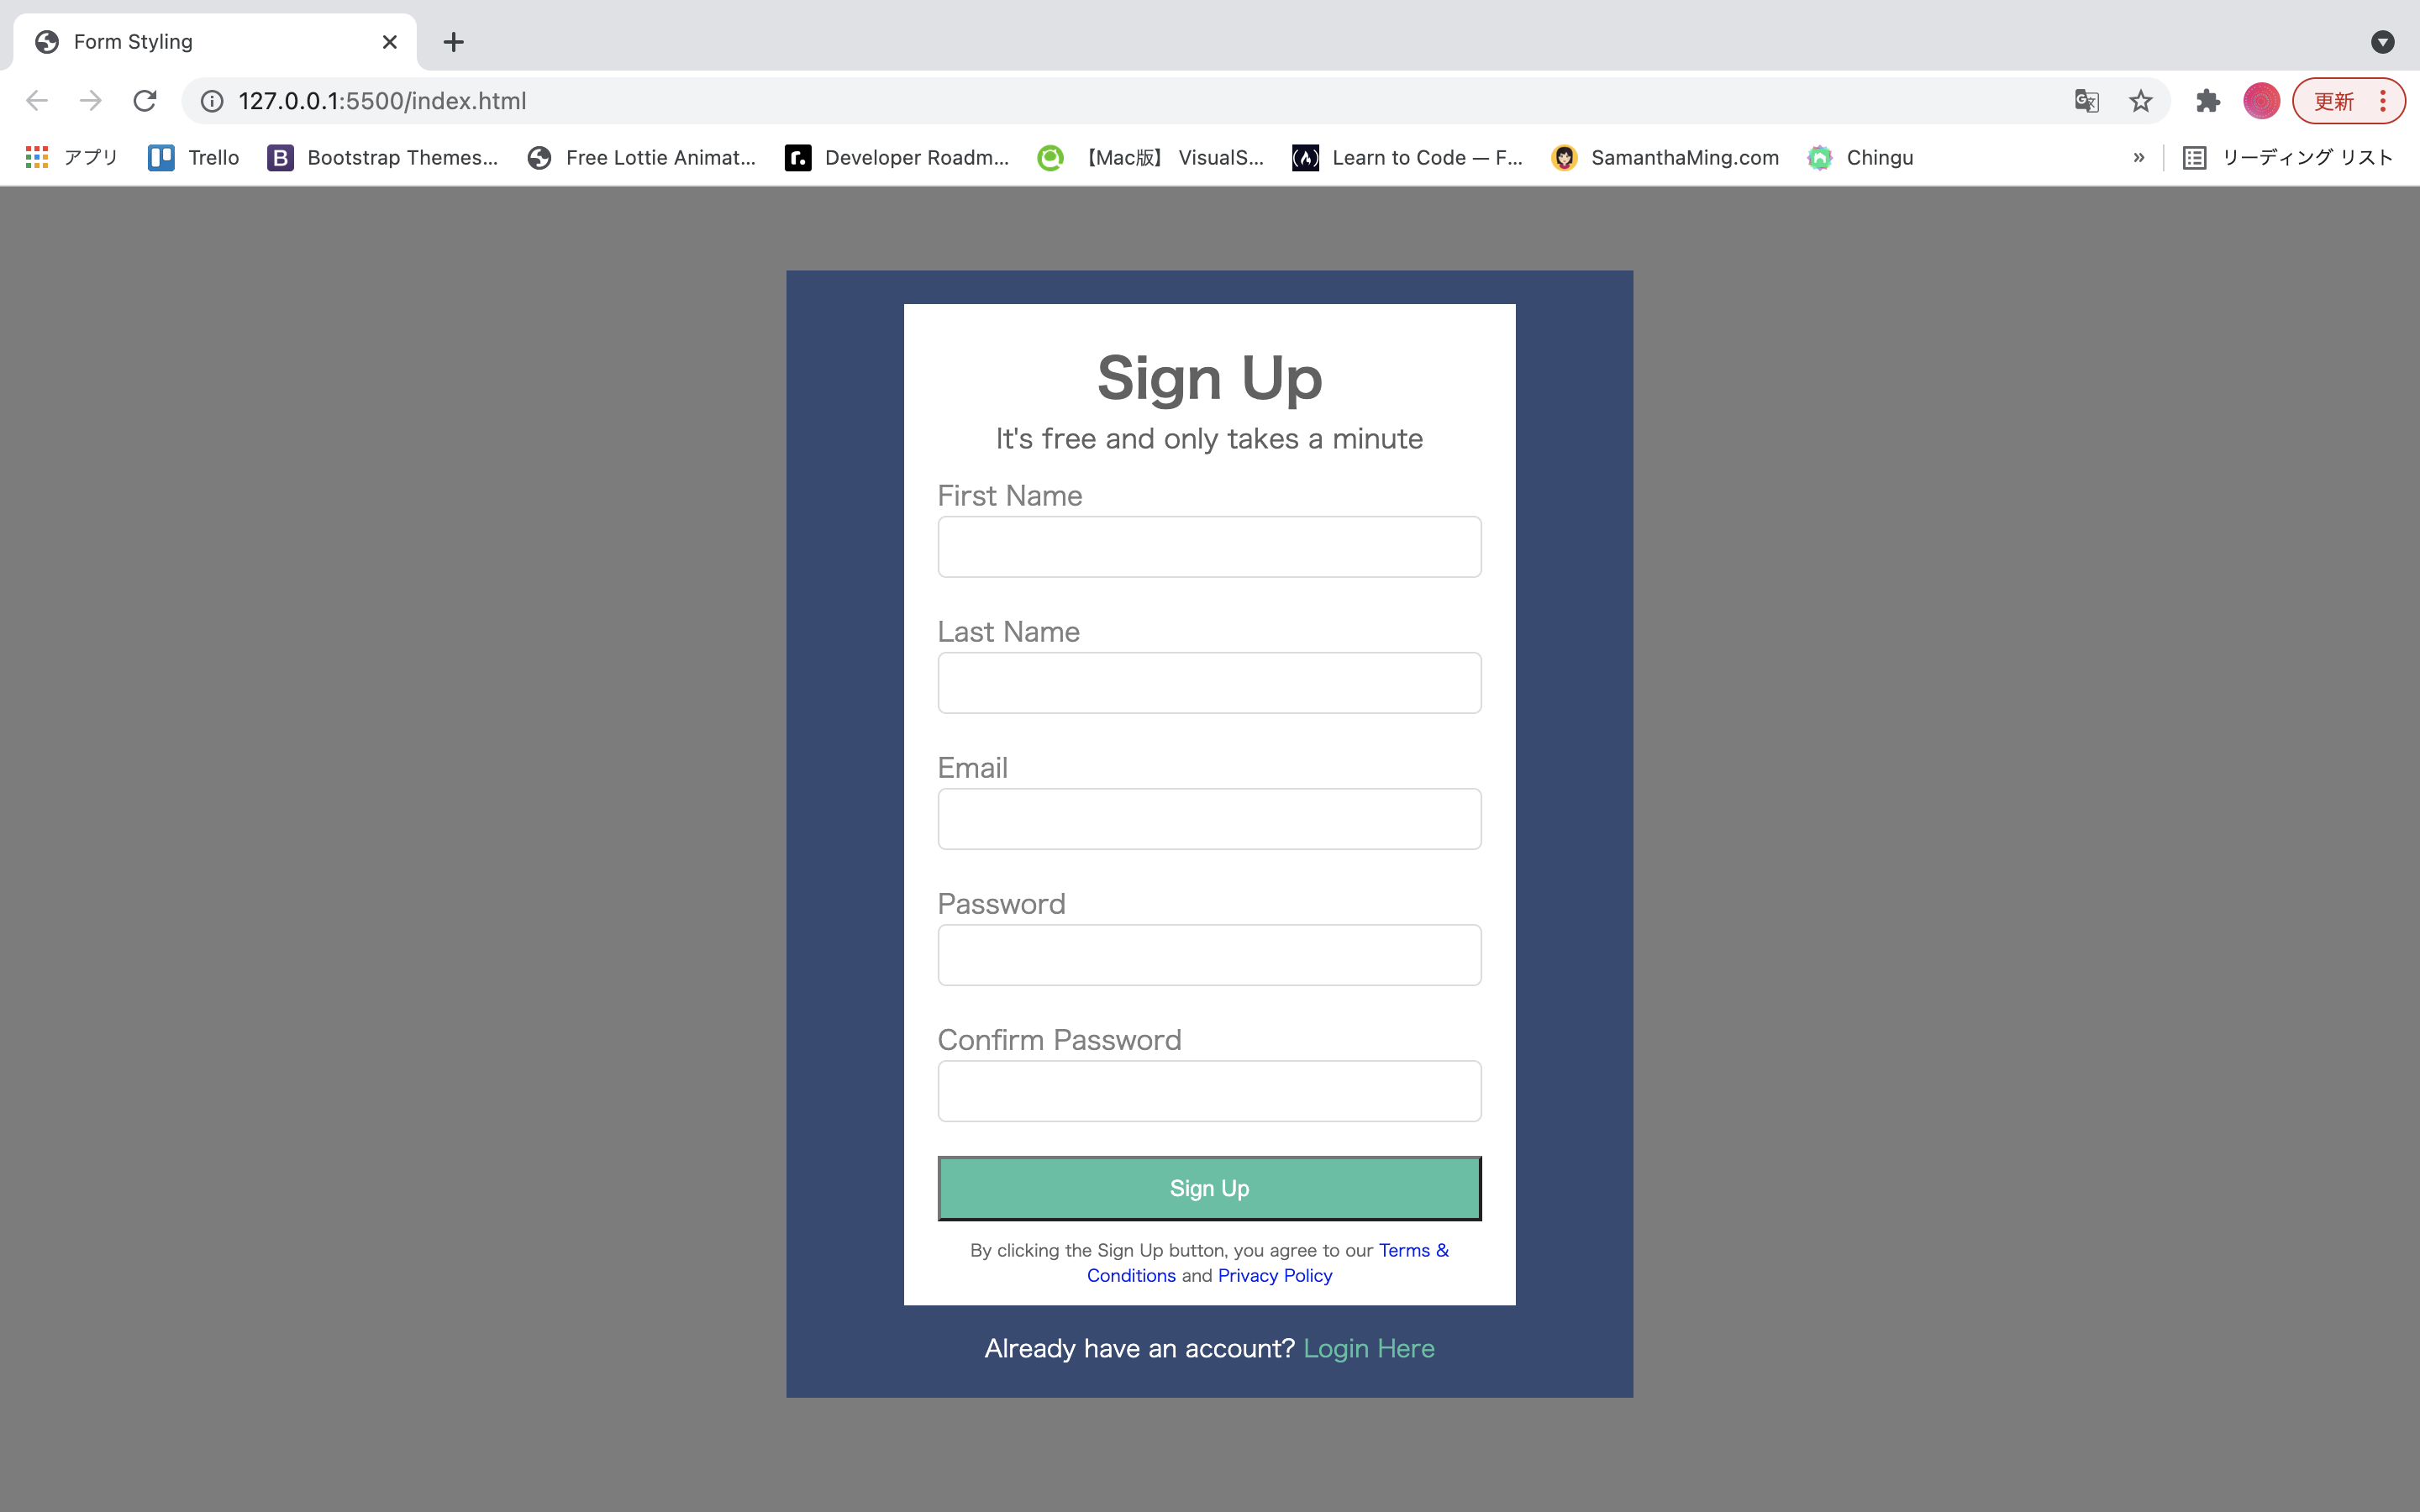 Form Styling
127.0.0.1:5500/index.html
更新
アプリ
Trello
B
Bootstrap Themes...
Free Lottie Animat...
r.
Developer Roadm...
【Mac版】 VisualS...
Learn to Code — F...
SamanthaMing.com
Chingu
»
リーディング リスト
Sign Up
It's free and only takes a minute
First Name
Last Name
Email
Password
Confirm Password
Sign Up
By clicking the Sign Up button, you agree to our Terms &
Conditions and Privacy Policy
Already have an account? Login Here